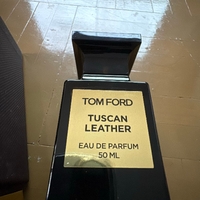 TOM FORD
TUSCAN
LEATHER
EAU DE PARFUM
50 ML